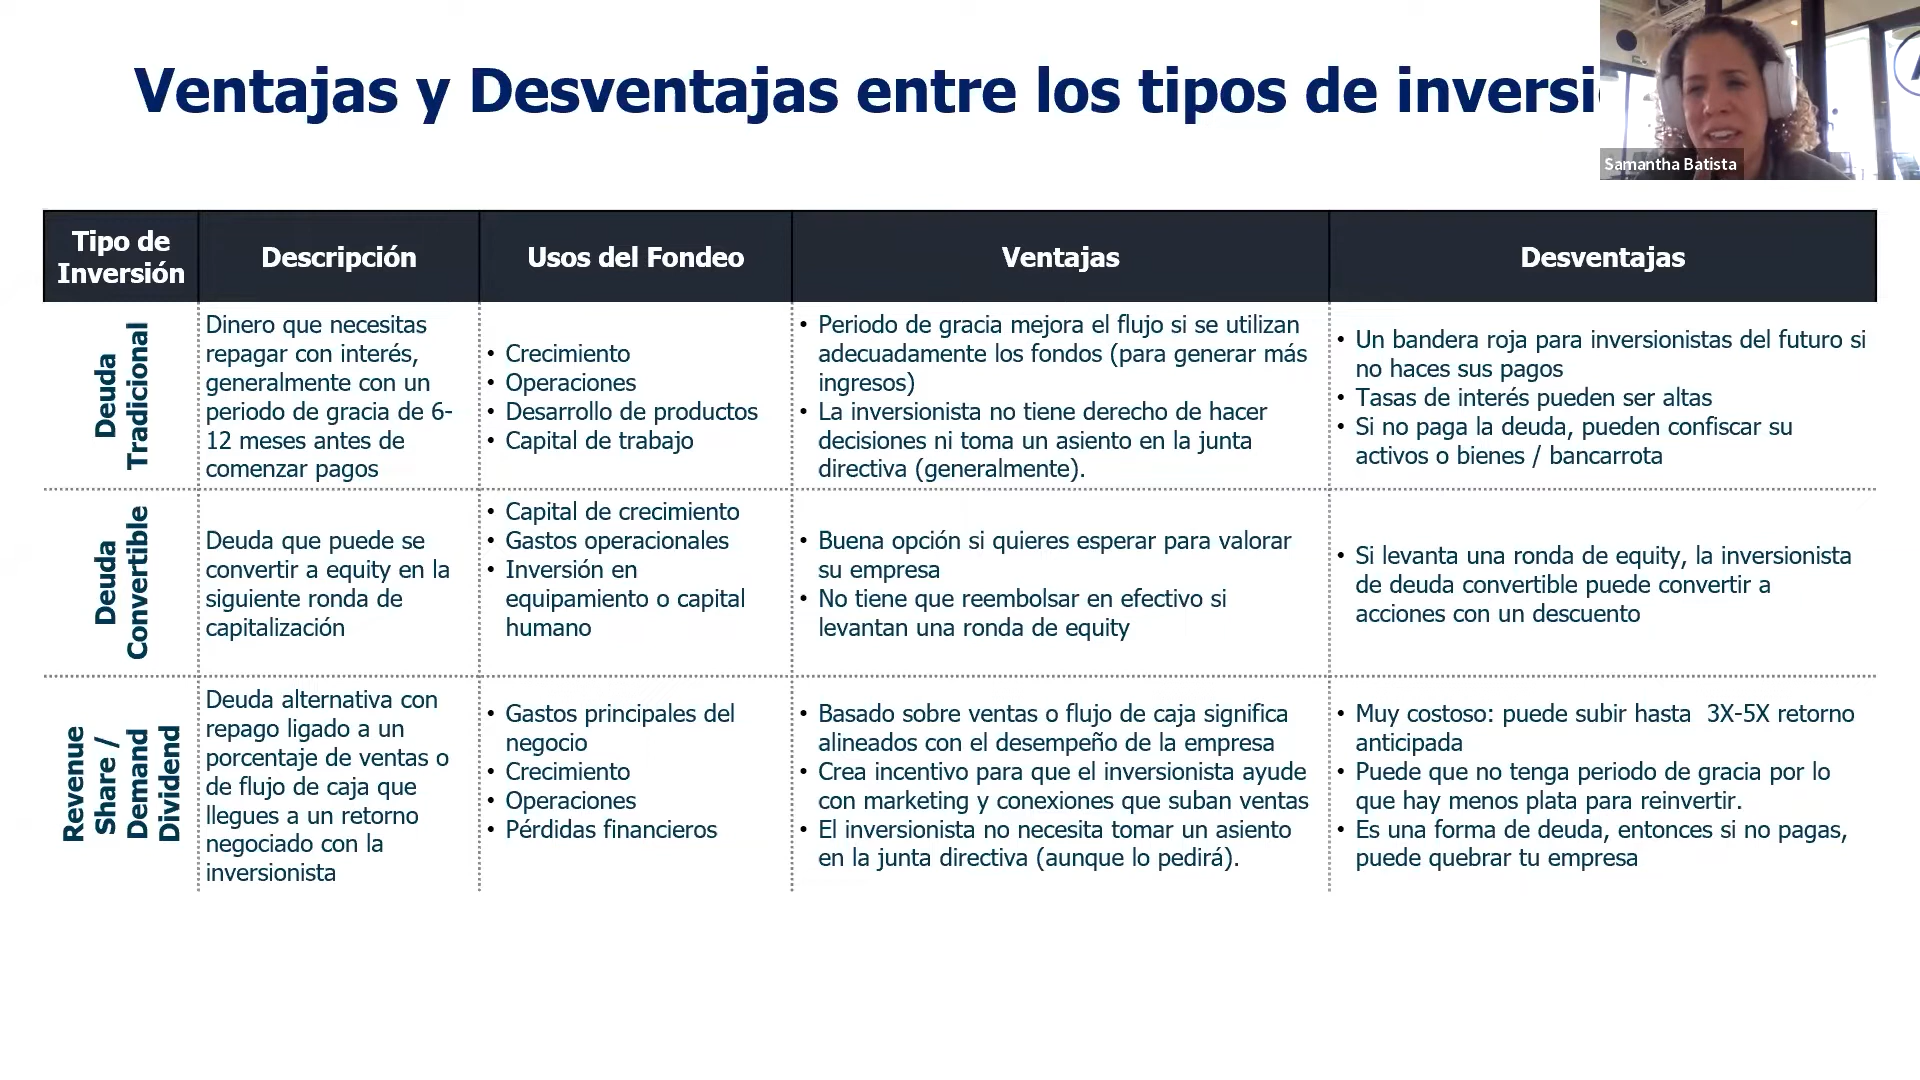 Ventajas y Desventajas entre los tipos de inversi
Samantha Batista
Tipo de
Inversión
Descripción
Usos del Fondeo
Ventajas
Desventajas
Deuda
Tradicional
Dinero que necesitas
repagar con interés,
generalmente con un
periodo de gracia de 6-
12 meses antes de
comenzar pagos
• Crecimiento
• Operaciones
• Desarrollo de productos
• Capital de trabajo
• Periodo de gracia mejora el flujo si se utilizan
adecuadamente los fondos (para generar más
ingresos)
• La inversionista no tiene derecho de hacer
decisiones ni toma un asiento en la junta
directiva (generalmente).
• Un bandera roja para inversionistas del futuro si
no haces sus pagos
• Tasas de interés pueden ser altas
• Si no paga la deuda, pueden confiscar su
activos o bienes / bancarrota
Deuda
Convertible
Deuda que puede se
convertir a equity en la
siguiente ronda de
capitalización
• Capital de crecimiento
• Gastos operacionales
• Inversión en
equipamiento o capital
humano
• Buena opción si quieres esperar para valorar
su empresa
• No tiene que reembolsar en efectivo si
levantan una ronda de equity
• Si levanta una ronda de equity, la inversionista
de deuda convertible puede convertir a
acciones con un descuento
Revenue
Share /
Demand
Dividend
Deuda alternativa con
repago ligado a un
porcentaje de ventas o
de flujo de caja que
llegues a un retorno
negociado con la
inversionista
• Gastos principales del
negocio
• Crecimiento
• Operaciones
• Pérdidas financieros
• Basado sobre ventas o flujo de caja significa
alineados con el desempeño de la empresa
• Crea incentivo para que el inversionista ayude
con marketing y conexiones que suban ventas
• El inversionista no necesita tomar un asiento
en la junta directiva (aunque lo pedirá).
• Muy costoso: puede subir hasta 3X-5X retorno
anticipada
• Puede que no tenga periodo de gracia por lo
que hay menos plata para reinvertir.
• Es una forma de deuda, entonces si no pagas,
puede quebrar tu empresa